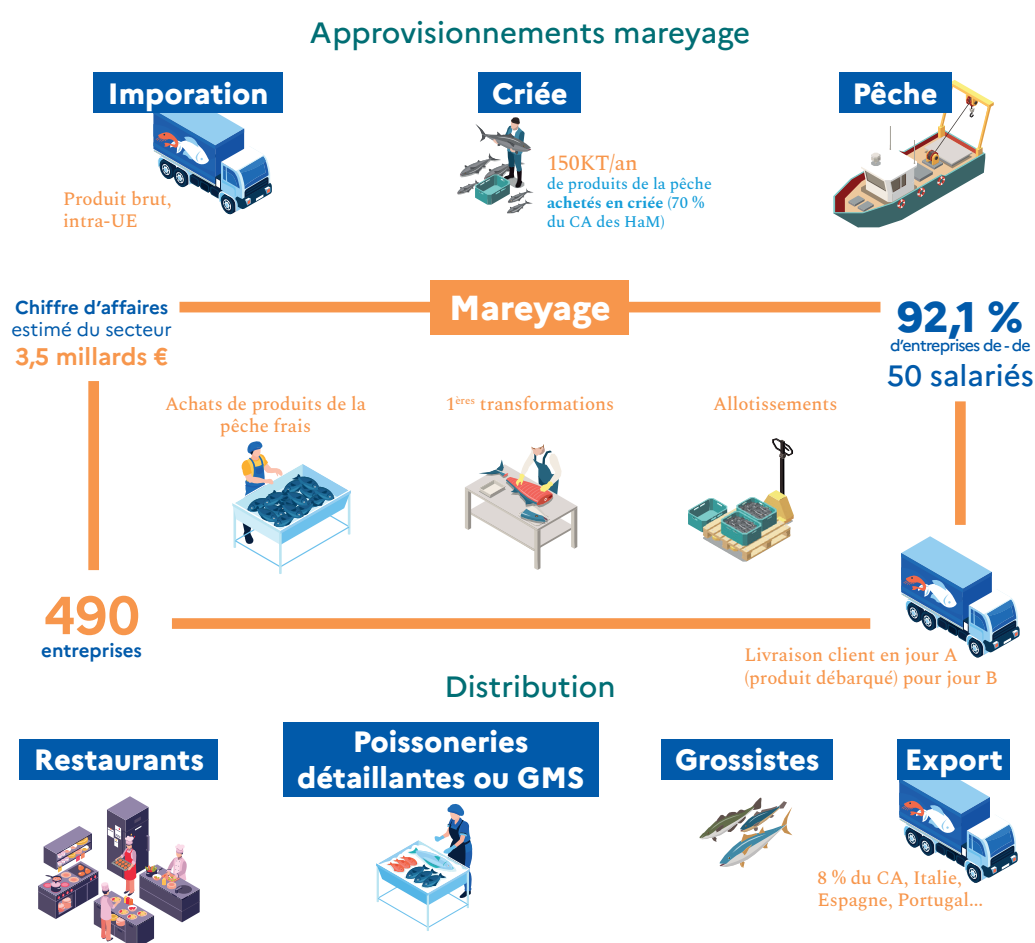 Approvisionnements mareyage
Imporation
Criée
Pêche
Produit brut,
intra-UE
150KT/an
de produits de la pêche
achetés en criée (70 %
du CA des HaM)
Chiffre d'affaires
estimé du secteur
3,5 millards €
Mareyage
92,1 %
d'entreprises de - de
50 salariés
Achats de produits de la
pêche frais
1ères transformations
Allotissements
490
entreprises
Livraison client en jour A
(produit débarqué) pour jour B
Distribution
Restaurants
Poissoneries
détaillantes ou GMS
Grossistes
Export
8 % du CA, Italie,
Espagne, Portugal...